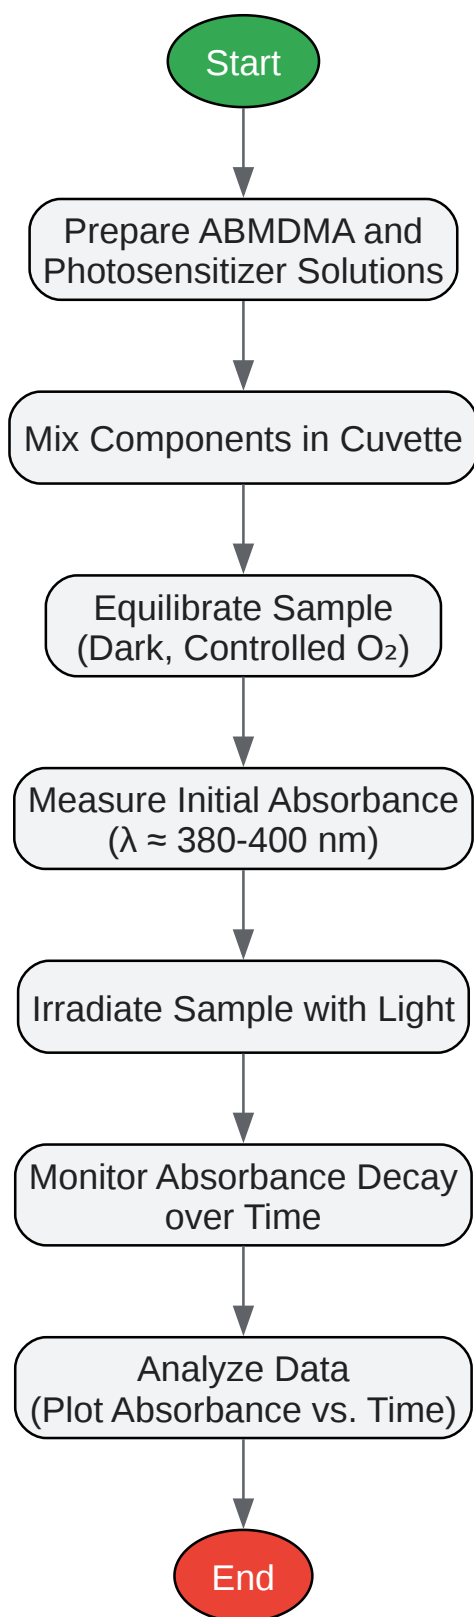 Start
Prepare ABMDMA and
Photosensitizer Solutions
Mix Components in Cuvette
Equilibrate Sample
(Dark, Controlled O₂)
Measure Initial Absorbance
(λ ≈ 380-400 nm)
Irradiate Sample with Light
Monitor Absorbance Decay
over Time
Analyze Data
(Plot Absorbance vs. Time)
End